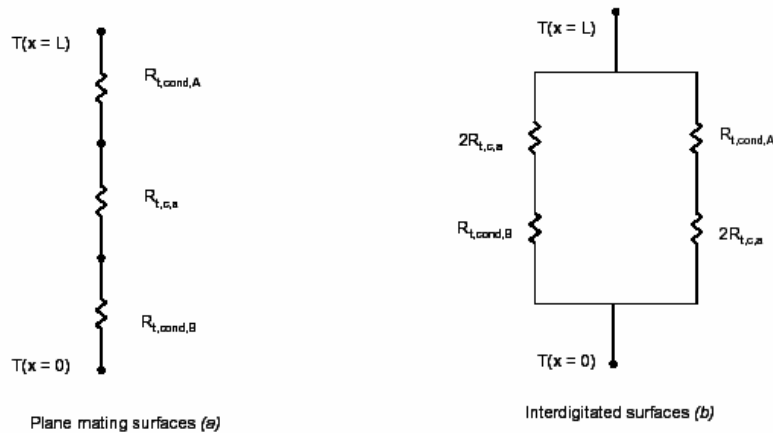 T(x = L)
R_t,cond,A
R_t,c,a
R_t,cond,B
T(x = 0)
Plane mating surfaces (a)
T(x = L)
2R_t,c,a
R_t,cond,A
R_t,cond,B
2R_t,c,a
T(x = 0)
Interdigitated surfaces (b)